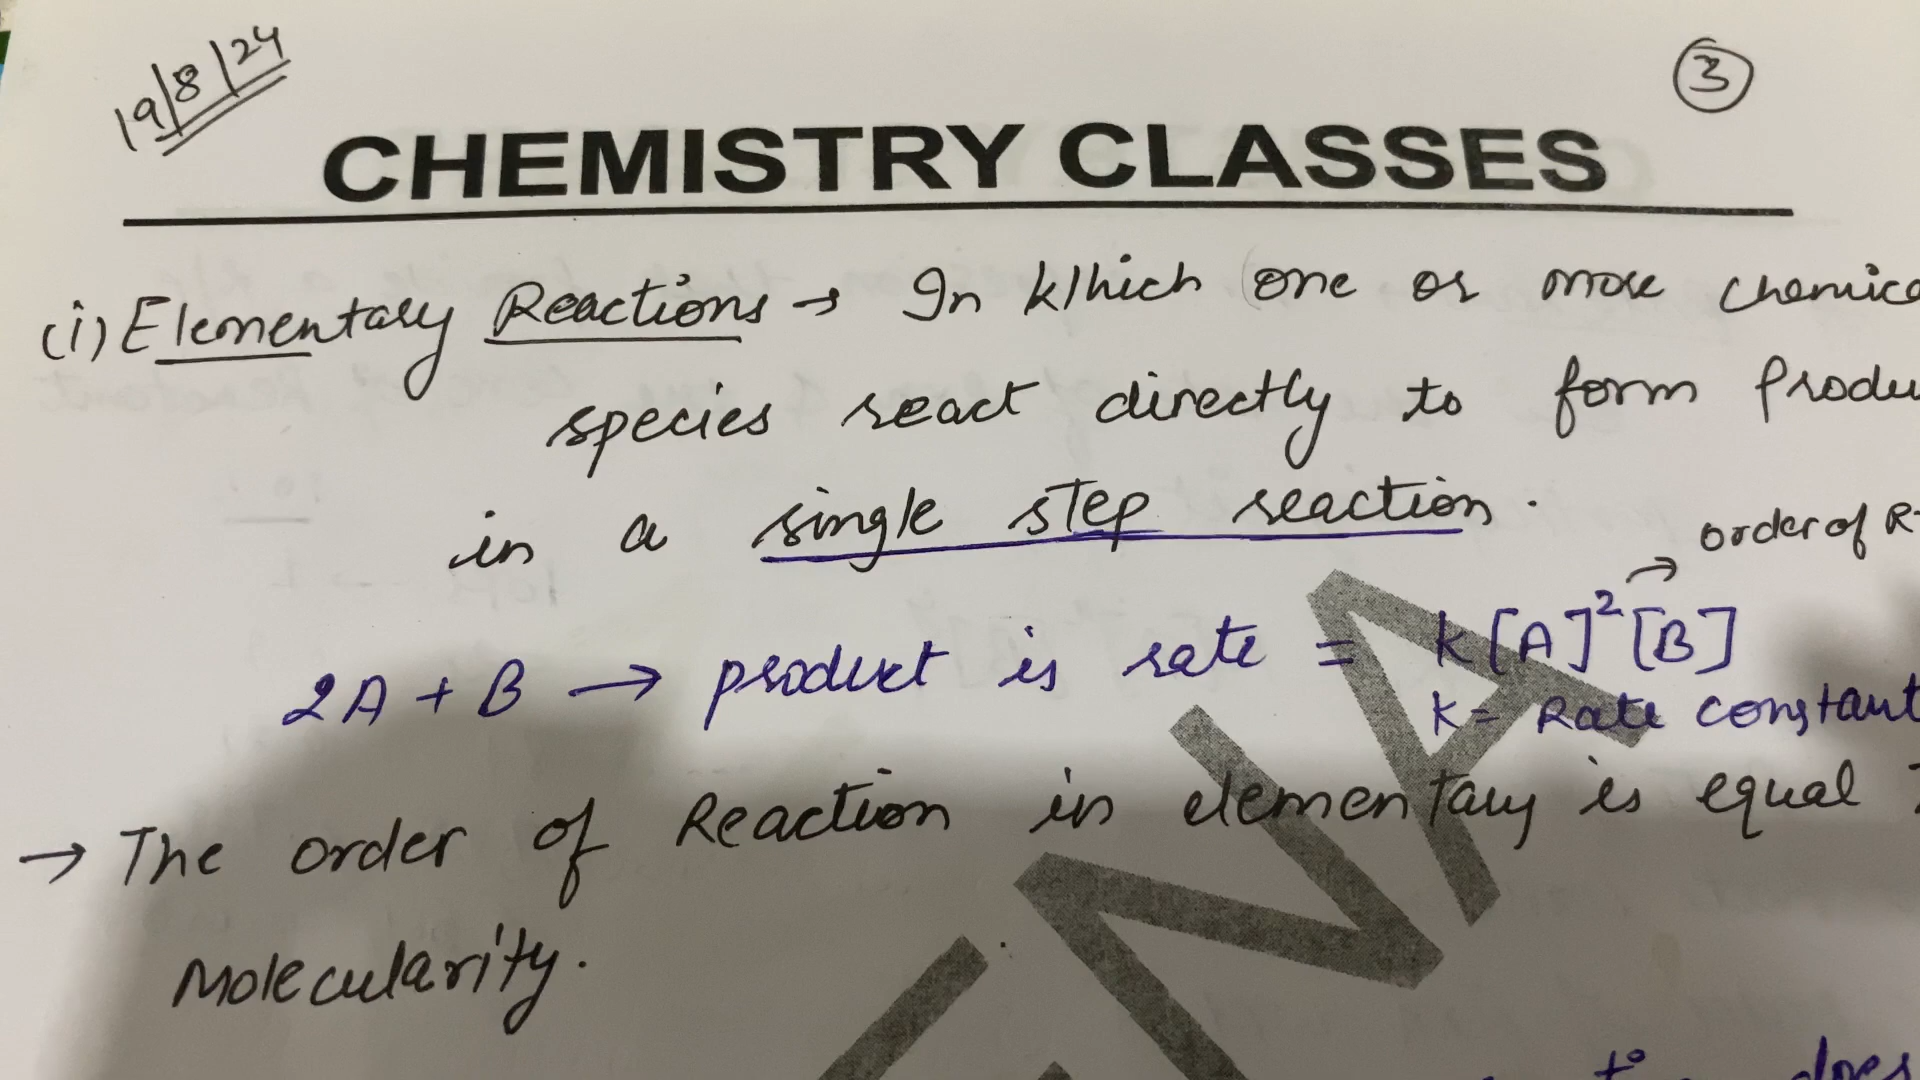 19/8/24
3
CHEMISTRY CLASSES
(i) Elementary Reactions → In Which one or more chemica
species react directly to form produ
in a single step reaction.
order of R
2A + B → product is rate = K[A]²[B]
K = Rate constant
→ The order of Reaction in elementary is equal
Molecularity.
does